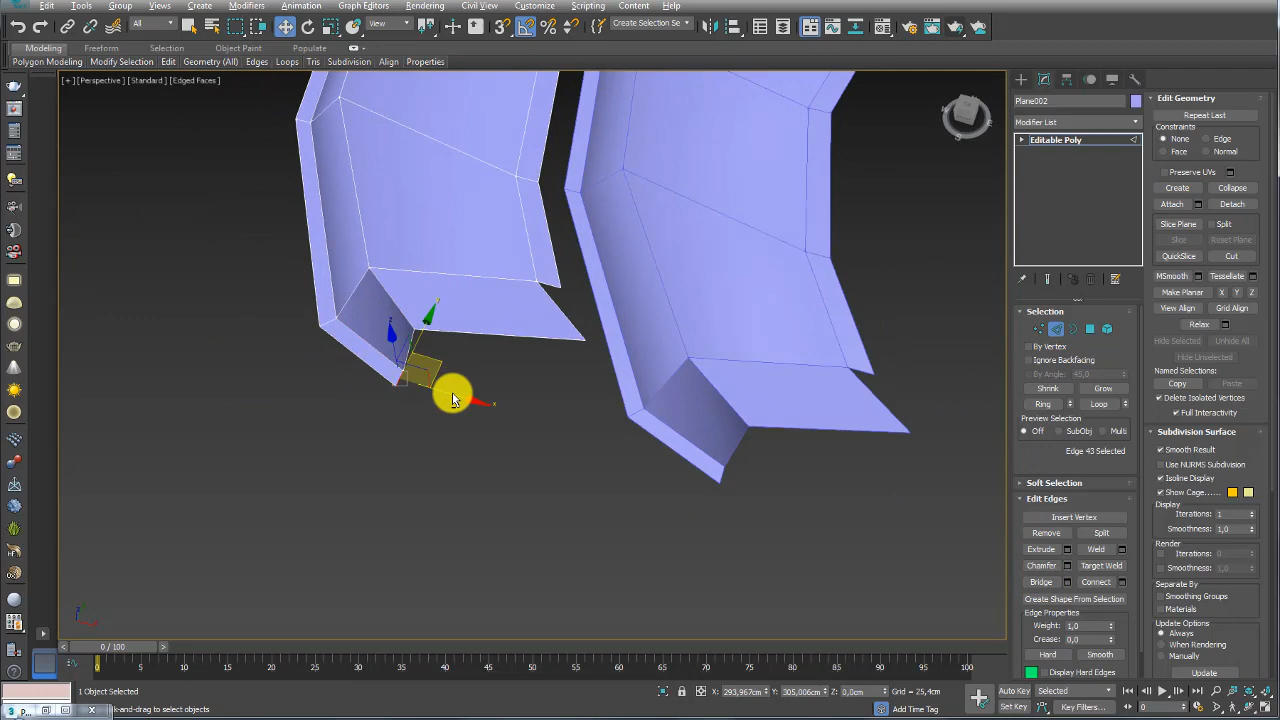 Edit Tools Group Views Create Modifiers Animation Graph Editors Rendering Civil View Customize Scripting Content Help
All View Create Selection Se
Modeling Freeform Selection Object Paint Populate
Polygon Modeling Modify Selection Edit Geometry (All) Edges Loops Tris Subdivision Align Properties
[+] [Perspective] [Standard] [Edged Faces]
Plane002
Modifier List
Editable Poly
Selection
By Vertex
Ignore Backfacing
By Angle: 45,0
Shrink Grow
Ring Loop
Preview Selection
Off SubObj Multi
Edge 43 Selected
Soft Selection
Edit Edges
Insert Vertex
Remove Split
Extrude Weld
Chamfer Target Weld
Bridge Connect
Create Shape From Selection
Edge Properties
Weight: 1,0
Crease: 0,0
Hard Smooth
Display Hard Edges
Edit Geometry
Repeat Last
Constraints
None Edge
Face Normal
Preserve UVs
Create Collapse
Attach Detach
Slice Plane Split
Slice Reset Plane
QuickSlice Cut
MSmooth Tessellate
Make Planar X Y Z
View Align Grid Align
Relax
Hide Selected Unhide All
Hide Unselected
Named Selections:
Copy Paste
Delete Isolated Vertices
Full Interactivity
Subdivision Surface
Smooth Result
Use NURMS Subdivision
Isoline Display
Show Cage......
Display
Iterations: 1
Smoothness: 1,0
Render
Iterations: 0
Smoothness: 1,0
Separate By
Smoothing Groups
Materials
Update Options
Always
When Rendering
Manually
Update
z
x
0 / 100
0 5 10 15 20 25 30 35 40 45 50 55 60 65 70 75 80 85 90 95 100
1 Object Selected
X: 293,967cm Y: 305,006cm Z: 0,0cm Grid = 25,4cm
Auto Key Selected
k-and-drag to select objects
Add Time Tag
Set Key Key Filters... 0
3 p...